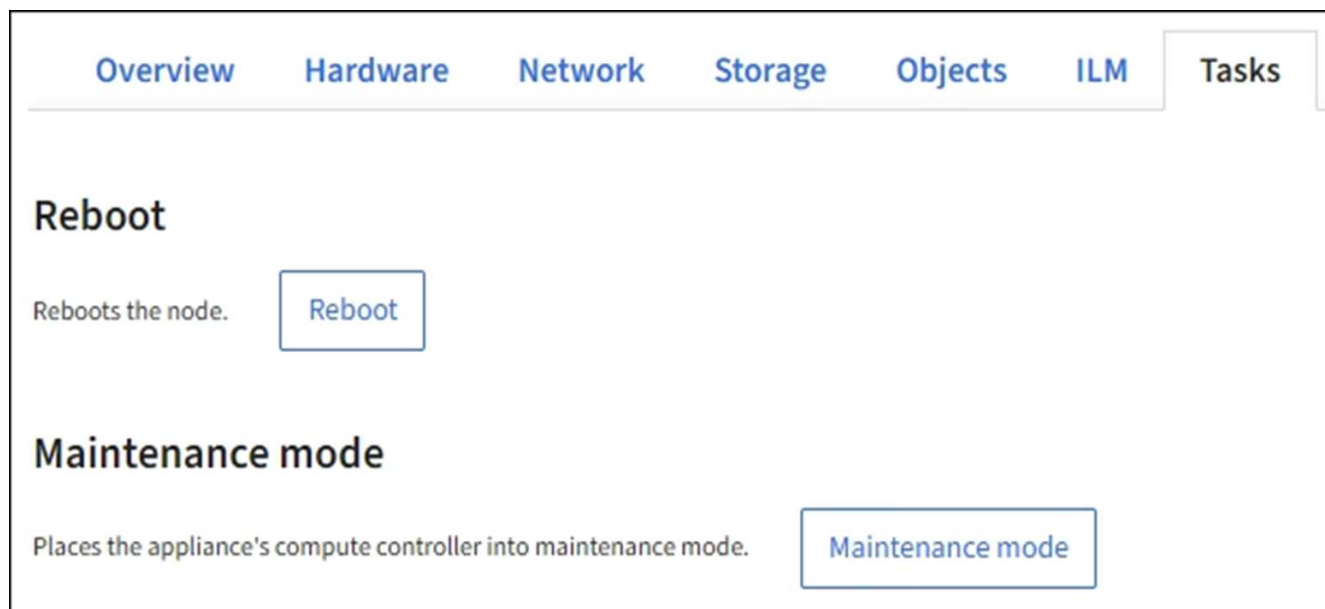 Overview Hardware Network Storage Objects ILM Tasks
Reboot
Reboots the node. Reboot
Maintenance mode
Places the appliance's compute controller into maintenance mode. Maintenance mode